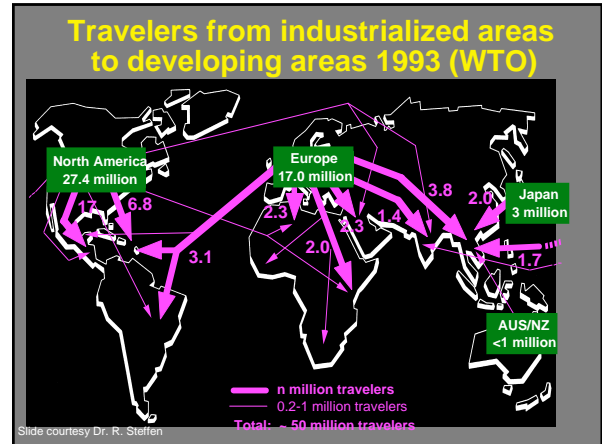 Travelers from industrialized areas
to developing areas 1993 (WTO)
North America
27.4 million
Europe
17.0 million
Japan
3 million
AUS/NZ
<1 million
17
6.8
3.1
2.3
2.0
2.3
1.4
3.8
2.0
1.7
n million travelers
0.2-1 million travelers
Total: ~ 50 million travelers
Slide courtesy Dr. R. Steffen